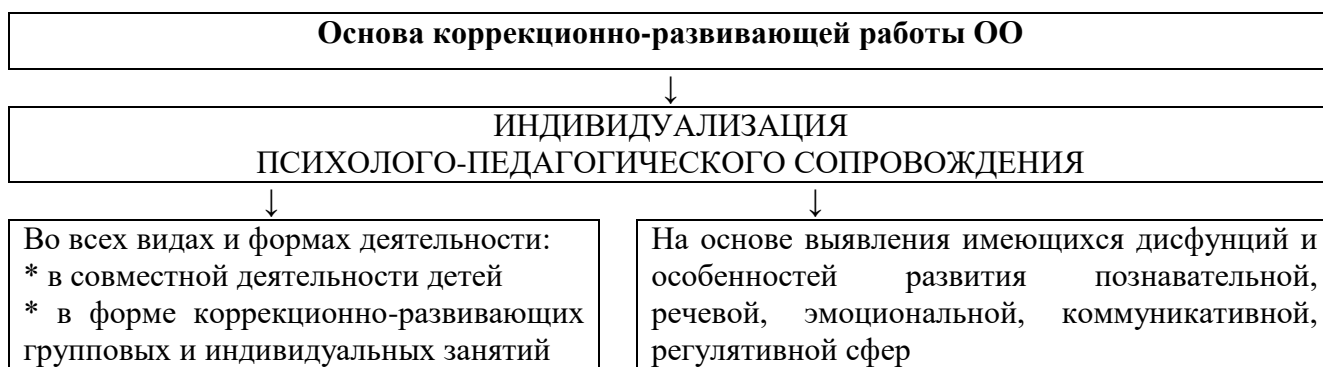 Основа коррекционно-развивающей работы ОО
↓
ИНДИВИДУАЛИЗАЦИЯ
ПСИХОЛОГО-ПЕДАГОГИЧЕСКОГО СОПРОВОЖДЕНИЯ
↓ ↓
Во всех видах и формах деятельности:
* в совместной деятельности детей
* в форме коррекционно-развивающих
групповых и индивидуальных занятий
На основе выявления имеющихся дисфунций и
особенностей развития познавательной,
речевой, эмоциональной, коммуникативной,
регулятивной сфер